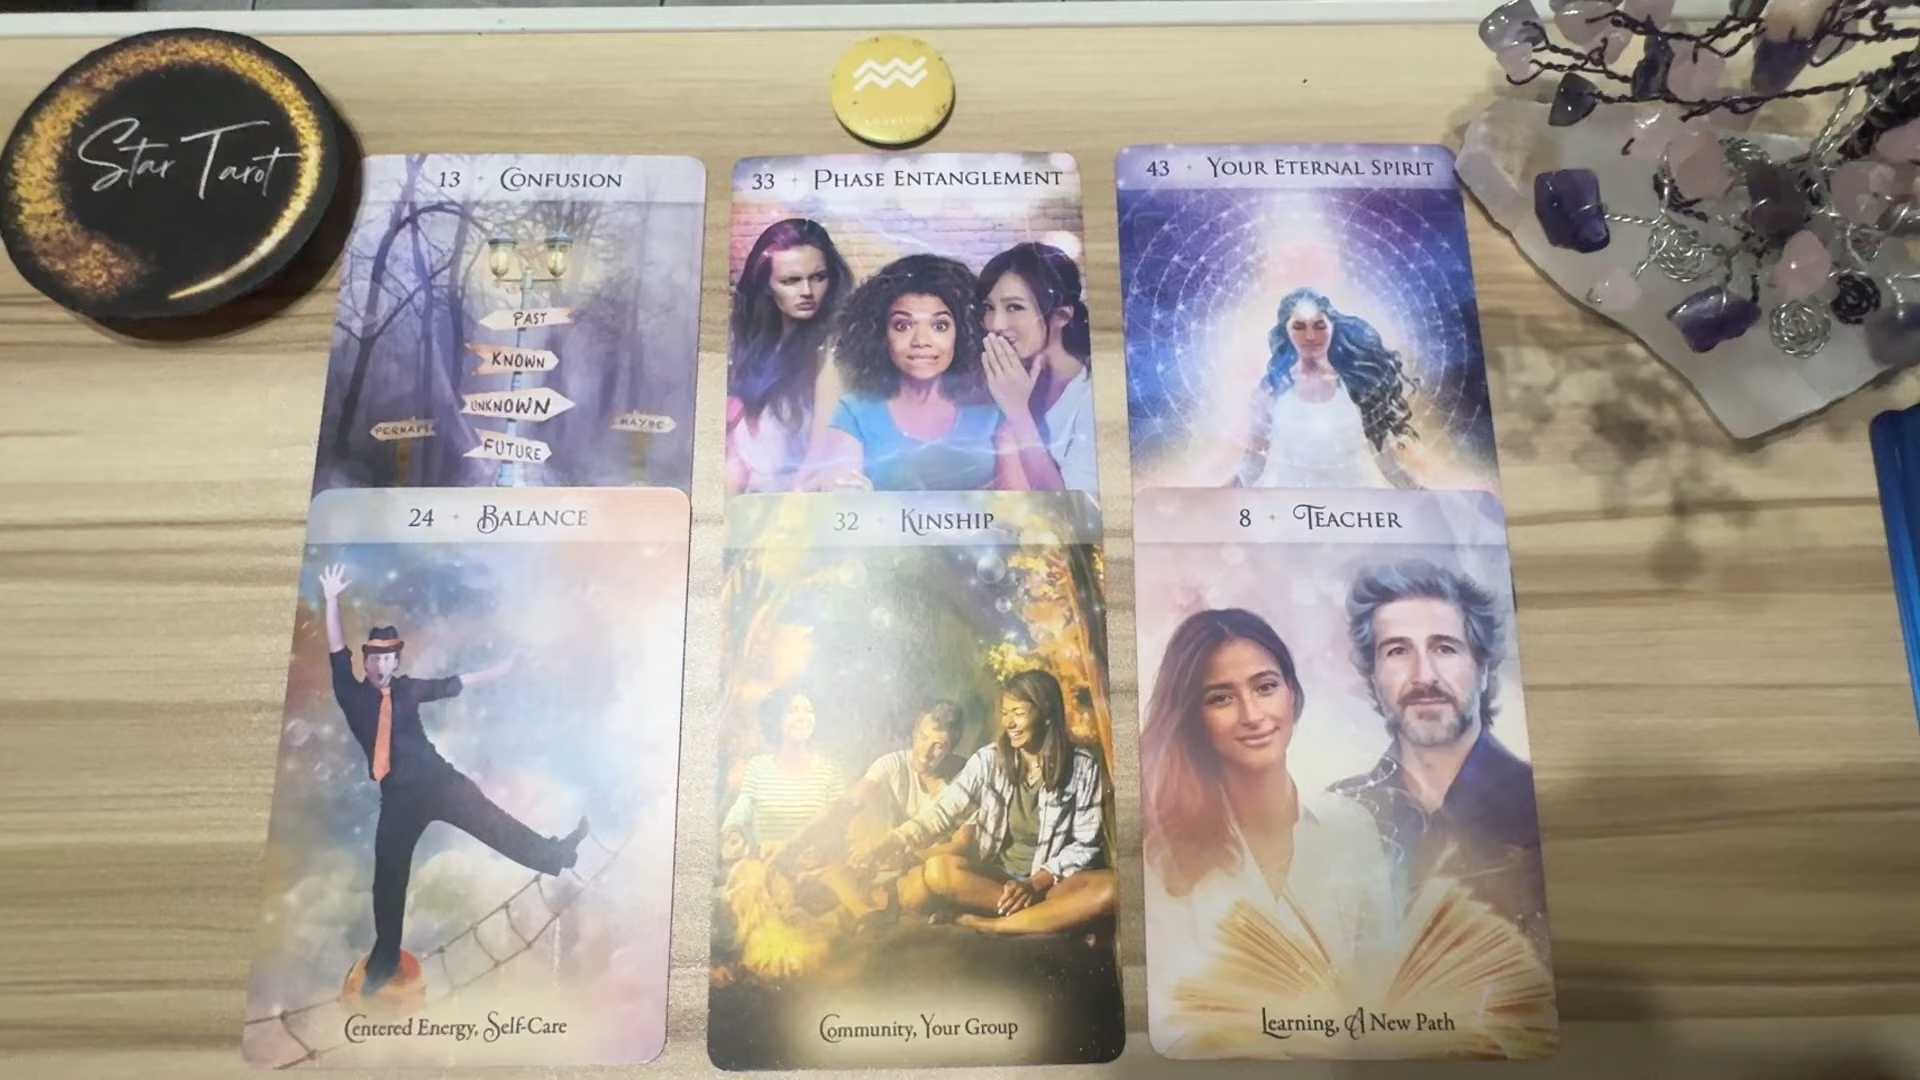 Star Tarot
13 CONFUSION
PAST
KNOWN
UNKNOWN
PERHAPS
MAYBE
FUTURE
33 PHASE ENTANGLEMENT
43 YOUR ETERNAL SPIRIT
24 BALANCE
Centered Energy, Self-Care
32 KINSHIP
Community, Your Group
8 TEACHER
Learning, A New Path